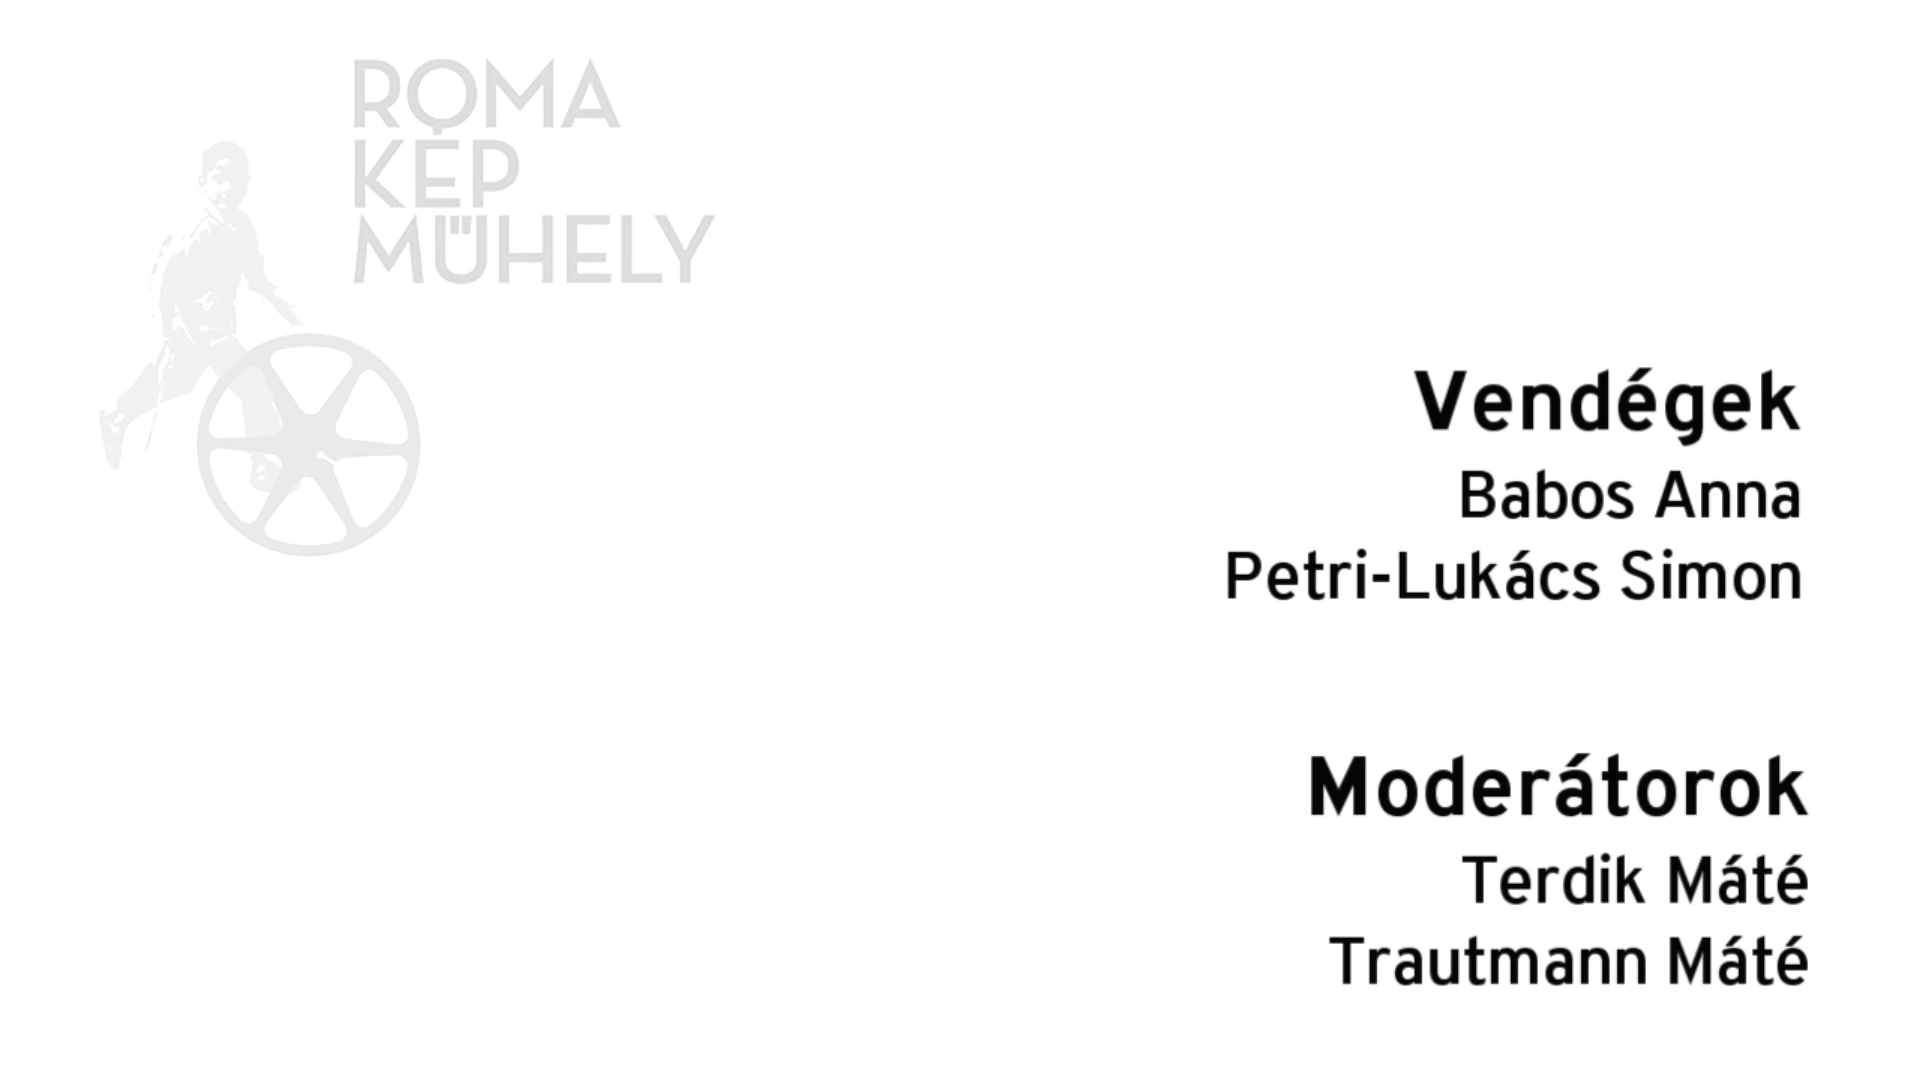 ROMA
KÉP
MŰHELY
Vendégek
Babos Anna
Petri-Lukács Simon
Moderátorok
Terdik Máté
Trautmann Máté